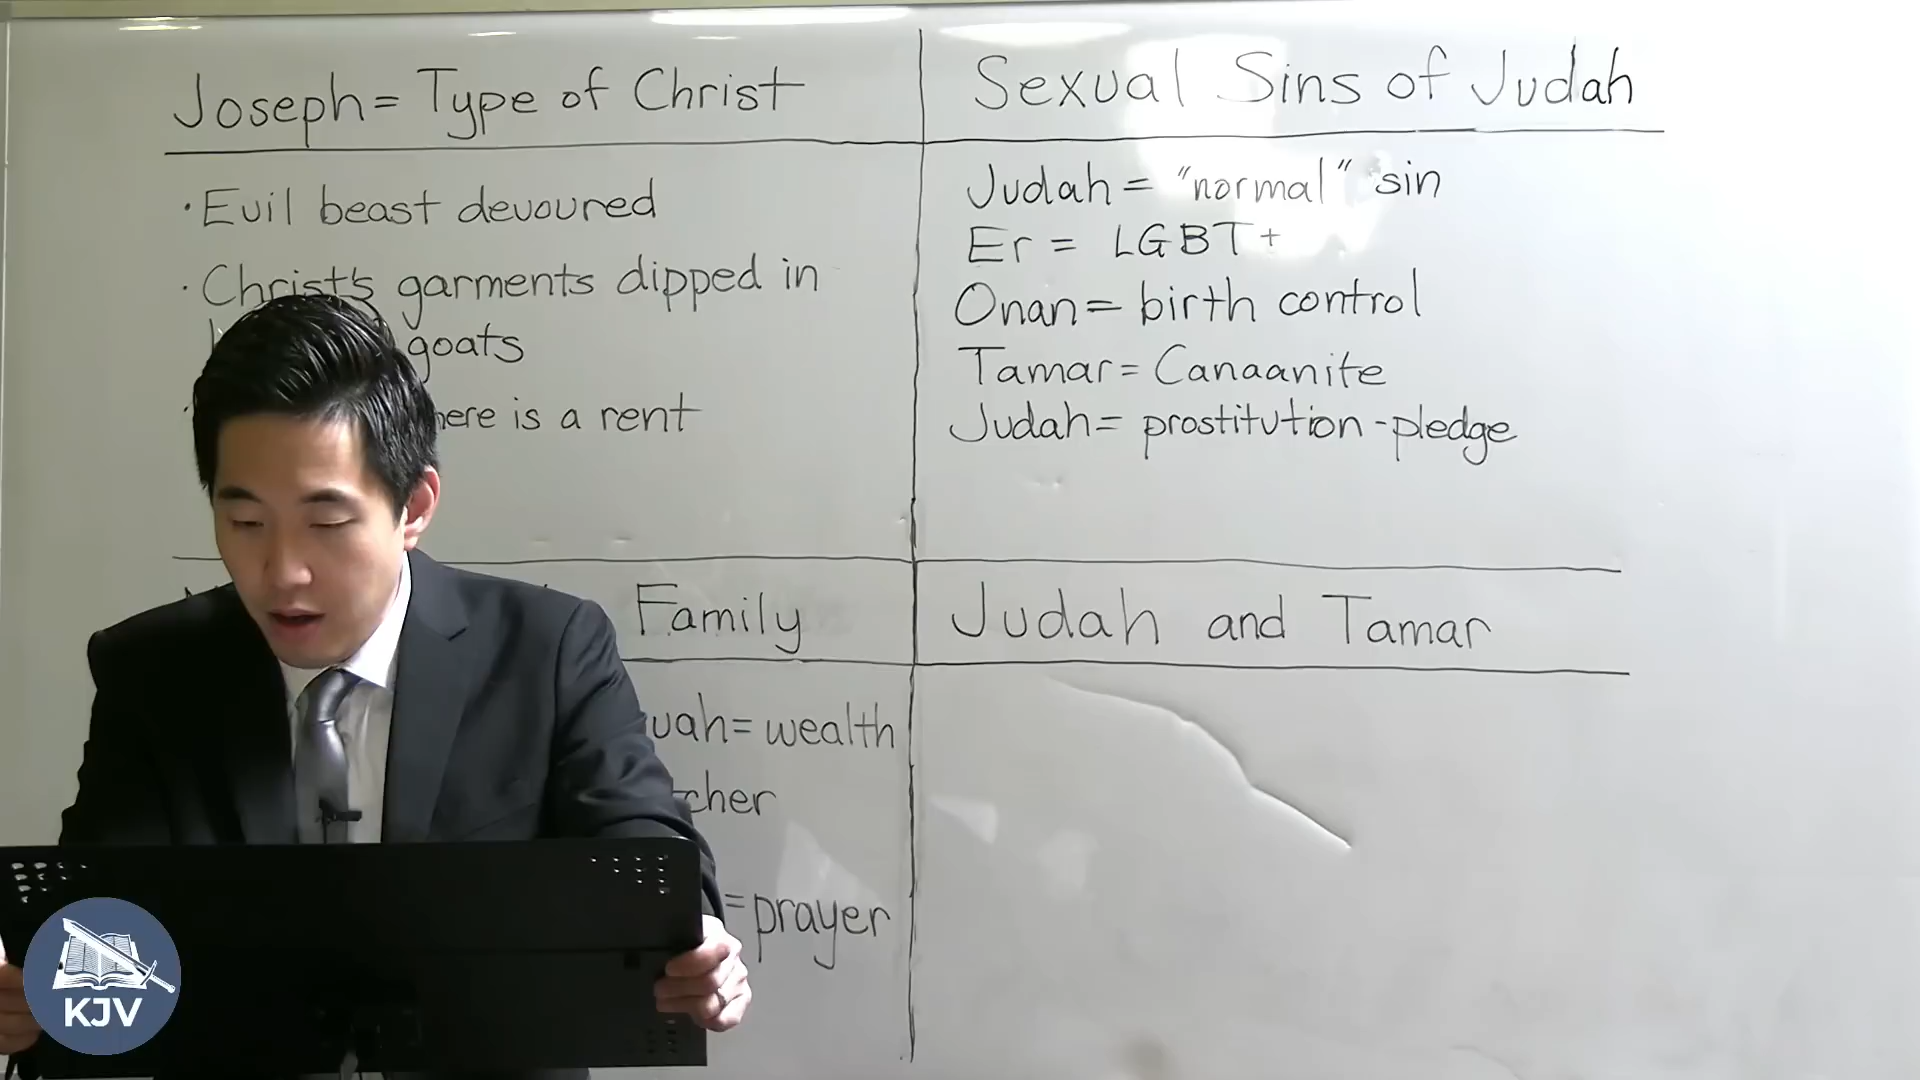 Joseph = Type of Christ
• Evil beast devoured
• Christ's garments dipped in
goats
here is a rent
Family
= wealth
= prayer
Sexual Sins of Judah
Judah = "normal" sin
Er = LGBT+
Onan = birth control
Tamar = Canaanite
Judah = prostitution - pledge
Judah and Tamar
KJV